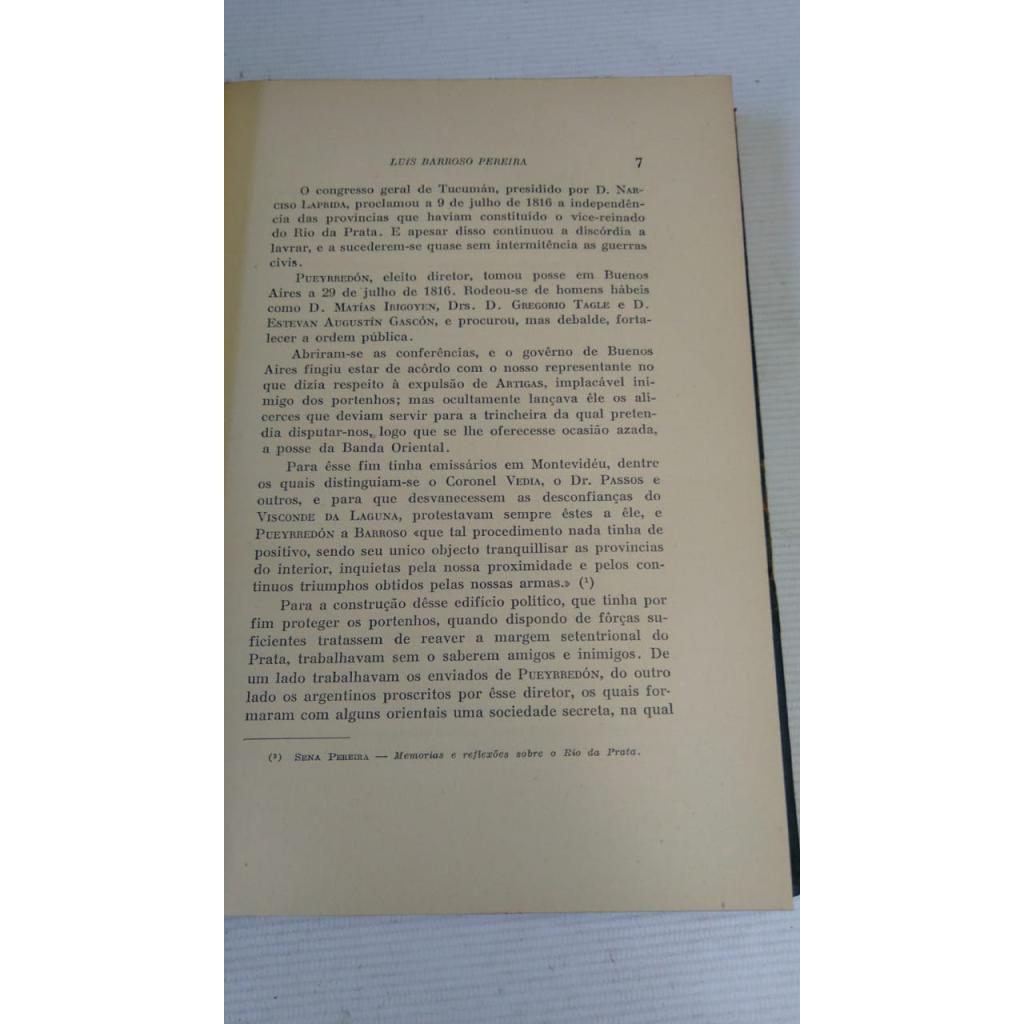 LUIS BARROSO PEREIRA 7
O congresso geral de Tucumán, presidido por D. NAR-
CISO LAPRIDA, proclamou a 9 de julho de 1816 a independên-
cia das províncias que haviam constituído o vice-reinado
do Rio da Prata. E apesar disso continuou a discórdia a
lavrar, e a sucederem-se quase sem intermitência as guerras
civis.
PUEYRREDÓN, eleito diretor, tomou posse em Buenos
Aires a 29 de julho de 1816. Rodeou-se de homens hábeis
como D. MATÍAS IRIGOYEN, Drs. D. GREGORIO TAGLE e D.
ESTEVAN AUGUSTÍN GASCÓN, e procurou, mas debalde, forta-
lecer a ordem pública.
Abriram-se as conferências, e o govêrno de Buenos
Aires fingiu estar de acôrdo com o nosso representante no
que dizia respeito à expulsão de ARTIGAS, implacável ini-
migo dos portenhos; mas ocultamente lançava êle os ali-
cerces que deviam servir para a trincheira da qual preten-
dia disputar-nos, logo que se lhe oferecesse ocasião azada,
a posse da Banda Oriental.
Para êsse fim tinha emissários em Montevidéu, dentre
os quais distinguiam-se o Coronel VEDIA, o Dr. PASSOS e
outros, e para que desvanecessem as desconfianças do
VISCONDE DA LAGUNA, protestavam sempre êstes a êle, e
PUEYRREDÓN a BARROSO «que tal procedimento nada tinha de
positivo, sendo seu unico objecto tranquillisar as provincias
do interior, inquietas pela nossa proximidade e pelos con-
tinuos triumphos obtidos pelas nossas armas.» (¹)
Para a construção dêsse edifício político, que tinha por
fim proteger os portenhos, quando dispondo de fôrças su-
ficientes tratassem de reaver a margem setentrional do
Prata, trabalhavam sem o saberem amigos e inimigos. De
um lado trabalhavam os enviados de PUEYRREDÓN, do outro
lado os argentinos proscritos por êsse diretor, os quais for-
maram com alguns orientais uma sociedade secreta, na qual
(³) SENA PEREIRA — Memorias e reflexões sobre o Rio da Prata.